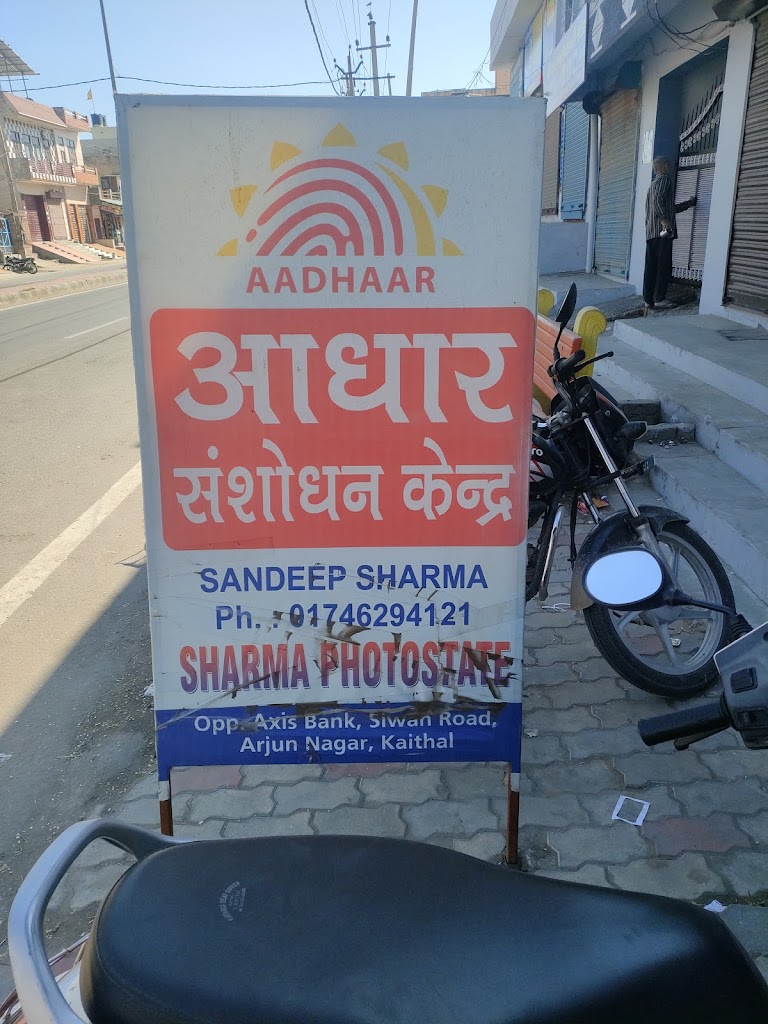 AADHAAR
आधार
संशोधन केन्द्र
SANDEEP SHARMA
Ph. : 01746294121
SHARMA PHOTOSTATE
Opp. Axis Bank, Siwan Road,
Arjun Nagar, Kaithal